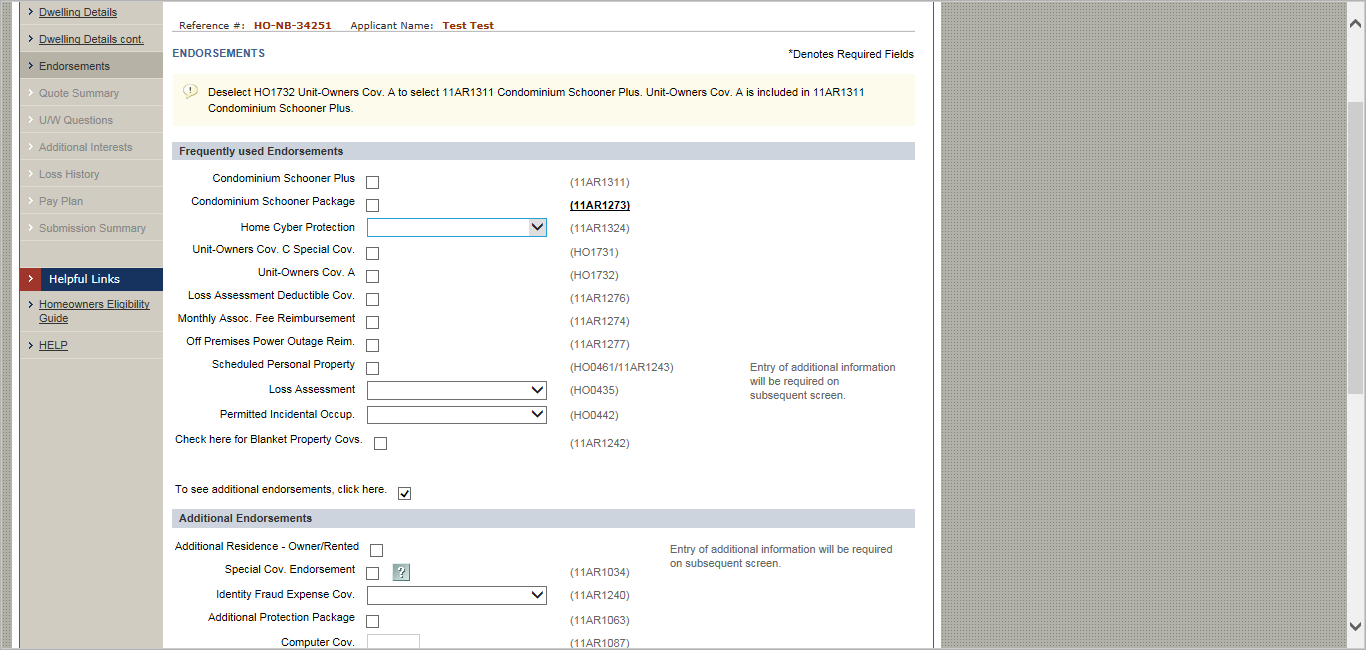 Dwelling Details
Dwelling Details cont.
Endorsements
Quote Summary
U/W Questions
Additional Interests
Loss History
Pay Plan
Submission Summary
Helpful Links
Homeowners Eligibility
Guide
HELP
Reference #: HO-NB-34251 Applicant Name: Test Test
ENDORSEMENTS
*Denotes Required Fields
Deselect HO1732 Unit-Owners Cov. A to select 11AR1311 Condominium Schooner Plus. Unit-Owners Cov. A is included in 11AR1311
Condominium Schooner Plus.
Frequently used Endorsements
Condominium Schooner Plus (11AR1311)
Condominium Schooner Package (11AR1273)
Home Cyber Protection (11AR1324)
Unit-Owners Cov. C Special Cov. (HO1731)
Unit-Owners Cov. A (HO1732)
Loss Assessment Deductible Cov. (11AR1276)
Monthly Assoc. Fee Reimbursement (11AR1274)
Off Premises Power Outage Reim. (11AR1277)
Scheduled Personal Property (HO0461/11AR1243) Entry of additional information
will be required on
subsequent screen.
Loss Assessment (HO0435)
Permitted Incidental Occup. (HO0442)
Check here for Blanket Property Covs. (11AR1242)
To see additional endorsements, click here.
Additional Endorsements
Additional Residence - Owner/Rented Entry of additional information will be required
on subsequent screen.
Special Cov. Endorsement ? (11AR1034)
Identity Fraud Expense Cov. (11AR1240)
Additional Protection Package (11AR1063)
Computer Cov. (11AR1087)